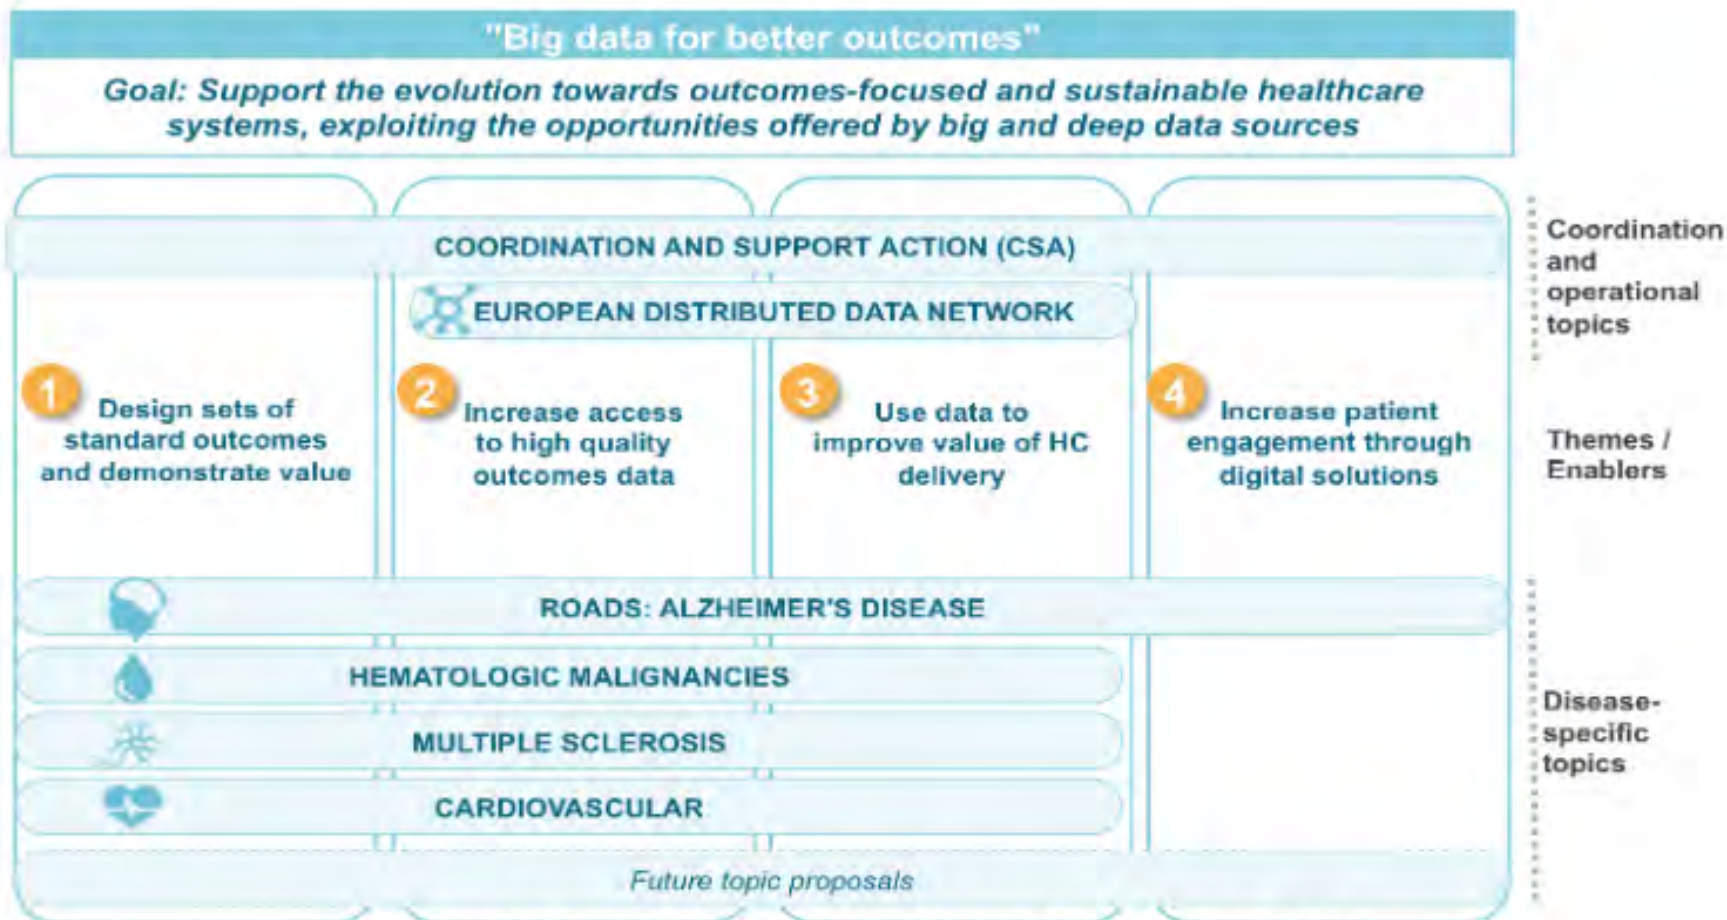 "Big data for better outcomes"
Goal: Support the evolution towards outcomes-focused and sustainable healthcare
systems, exploiting the opportunities offered by big and deep data sources
COORDINATION AND SUPPORT ACTION (CSA)
EUROPEAN DISTRIBUTED DATA NETWORK
Coordination
and
operational
topics
1
Design sets of
standard outcomes
and demonstrate value
2
Increase access
to high quality
outcomes data
3
Use data to
improve value of HC
delivery
4
Increase patient
engagement through
digital solutions
Themes /
Enablers
ROADS: ALZHEIMER'S DISEASE
HEMATOLOGIC MALIGNANCIES
MULTIPLE SCLEROSIS
CARDIOVASCULAR
Future topic proposals
Disease-
specific
topics